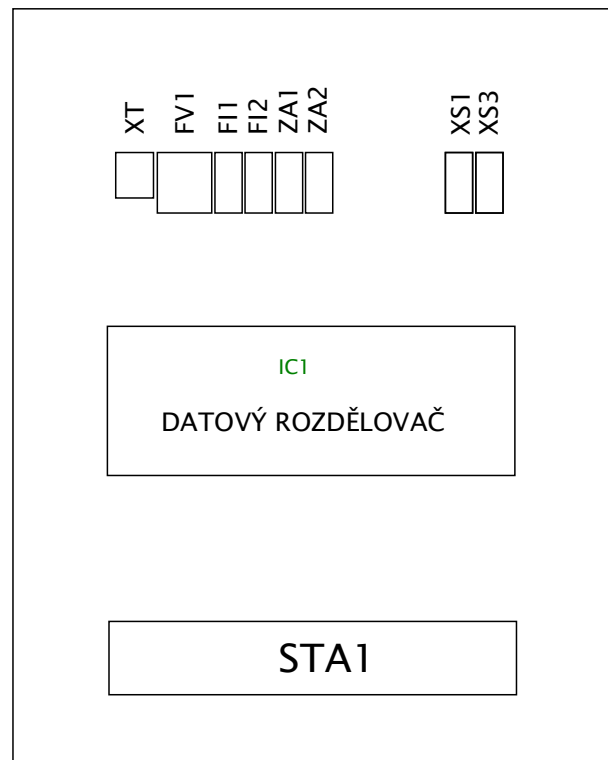 XT
FV1
FI1
FI2
ZA1
ZA2
XS1
XS3
IC1
DATOVÝ ROZDĚLOVAČ
STA1